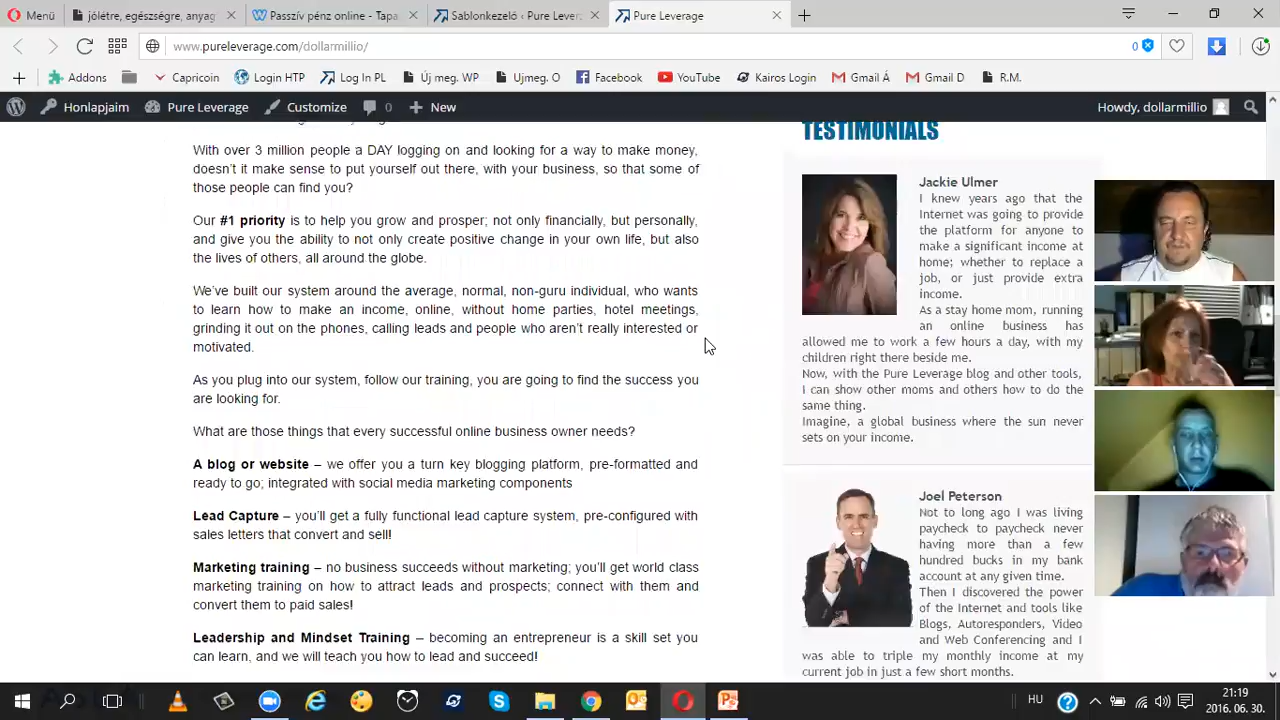 Menü
jólétre, egészségre, anyag
Passzív pénz online - Tapa
Sablonkezelő ‹ Pure Lever
Pure Leverage
www.pureleverage.com/dollarmillio/
0
Addons
Capricoin
Login HTP
Log In PL
Új meg. WP
Ujmeg. O
Facebook
YouTube
Kairos Login
Gmail Á
Gmail D
R.M.
Honlapjaim
Pure Leverage
Customize
0
New
Howdy, dollarmillio
With over 3 million people a DAY logging on and looking for a way to make money,
doesn't it make sense to put yourself out there, with your business, so that some of
those people can find you?
Our #1 priority is to help you grow and prosper; not only financially, but personally,
and give you the ability to not only create positive change in your own life, but also
the lives of others, all around the globe.
We've built our system around the average, normal, non-guru individual, who wants
to learn how to make an income, online, without home parties, hotel meetings,
grinding it out on the phones, calling leads and people who aren't really interested or
motivated.
As you plug into our system, follow our training, you are going to find the success you
are looking for.
What are those things that every successful online business owner needs?
A blog or website – we offer you a turn key blogging platform, pre-formatted and
ready to go; integrated with social media marketing components
Lead Capture – you'll get a fully functional lead capture system, pre-configured with
sales letters that convert and sell!
Marketing training – no business succeeds without marketing; you'll get world class
marketing training on how to attract leads and prospects; connect with them and
convert them to paid sales!
Leadership and Mindset Training – becoming an entrepreneur is a skill set you
can learn, and we will teach you how to lead and succeed!
TESTIMONIALS
Jackie Ulmer
I knew years ago that the
Internet was going to provide
the platform for anyone to
make a significant income at
home; whether to replace a
job, or just provide extra
income.
As a stay home mom, running
an online business has
allowed me to work a few hours a day, with my
children right there beside me.
Now, with the Pure Leverage blog and other tools,
I can show other moms and others how to do the
same thing.
Imagine, a global business where the sun never
sets on your income.
Joel Peterson
Not to long ago I was living
paycheck to paycheck never
having more than a few
hundred bucks in my bank
account at any given time.
Then I discovered the power
of the Internet and tools like
Blogs, Autoresponders, Video
and Web Conferencing and I
was able to triple my monthly income at my
current job in just a few short months.
HU
21:19
2016. 06. 30.